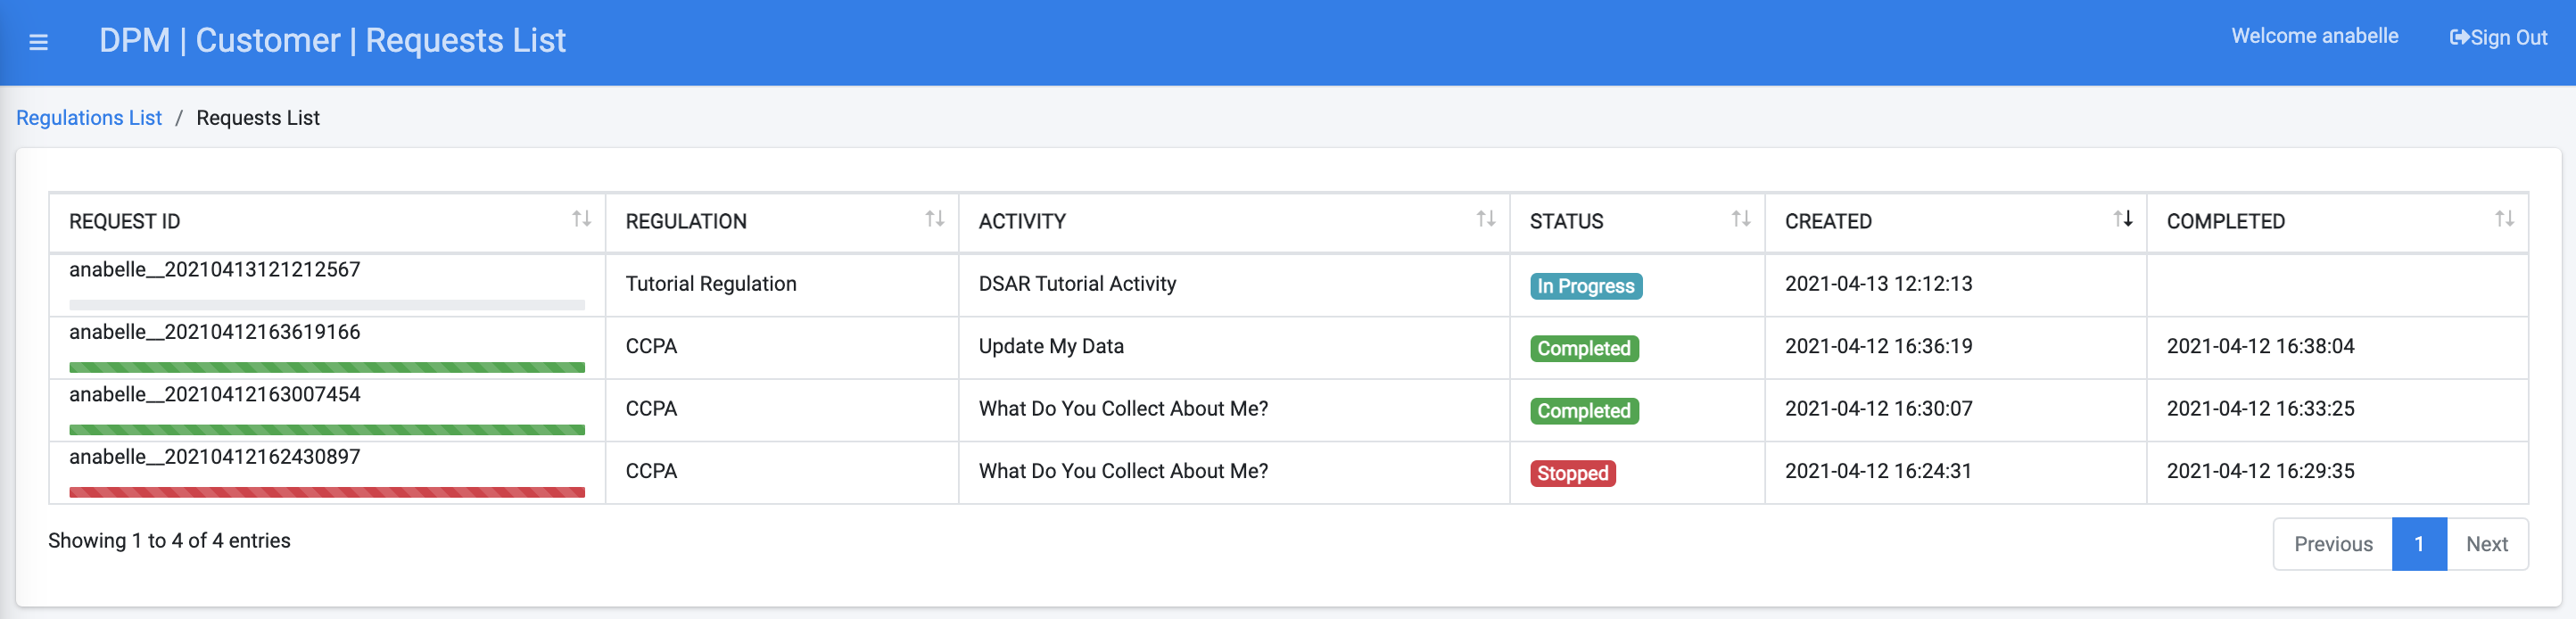 DPM | Customer | Requests List
Welcome anabelle
Sign Out
Regulations List / Requests List
REQUEST ID REGULATION ACTIVITY STATUS CREATED COMPLETED
anabelle__20210413121212567 Tutorial Regulation DSAR Tutorial Activity In Progress 2021-04-13 12:12:13
anabelle__20210412163619166 CCPA Update My Data Completed 2021-04-12 16:36:19 2021-04-12 16:38:04
anabelle__20210412163007454 CCPA What Do You Collect About Me? Completed 2021-04-12 16:30:07 2021-04-12 16:33:25
anabelle__20210412162430897 CCPA What Do You Collect About Me? Stopped 2021-04-12 16:24:31 2021-04-12 16:29:35
Showing 1 to 4 of 4 entries
Previous 1 Next